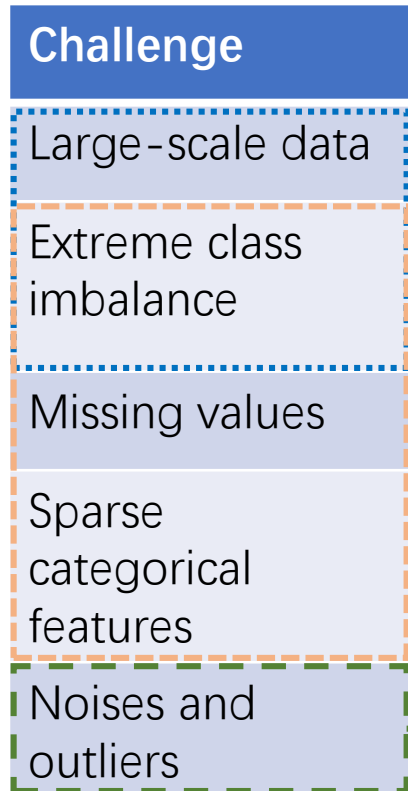 Challenge
Large-scale data
Extreme class
imbalance
Missing values
Sparse
categorical
features
Noises and
outliers